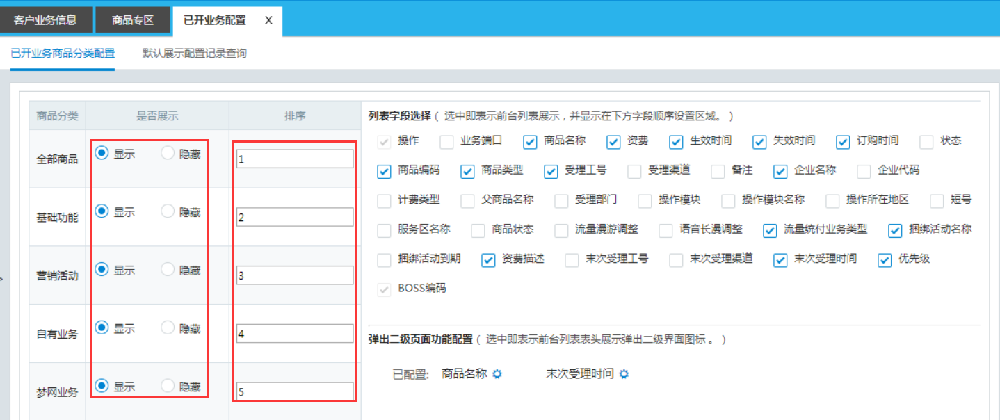 客户业务信息 商品专区 已开业务配置 X
已开业务商品分类配置 默认展示配置记录查询
商品分类 是否展示 排序
全部商品 显示 隐藏 1
基础功能 显示 隐藏 2
营销活动 显示 隐藏 3
自有业务 显示 隐藏 4
梦网业务 显示 隐藏 5
列表字段选择 ( 选中即表示前台列表展示，并显示在下方字段顺序设置区域。 )
操作 业务端口 商品名称 资费 生效时间 失效时间 订购时间 状态
商品编码 商品类型 受理工号 受理渠道 备注 企业名称 企业代码
计费类型 父商品名称 受理部门 操作模块 操作模块名称 操作所在地区 短号
服务区名称 商品状态 流量漫游调整 语音长漫调整 流量统付业务类型 捆绑活动名称
捆绑活动到期 资费描述 末次受理工号 末次受理渠道 末次受理时间 优先级
BOSS编码
弹出二级页面功能配置 ( 选中即表示前台列表表头展示弹出二级界面图标 。 )
已配置: 商品名称 末次受理时间